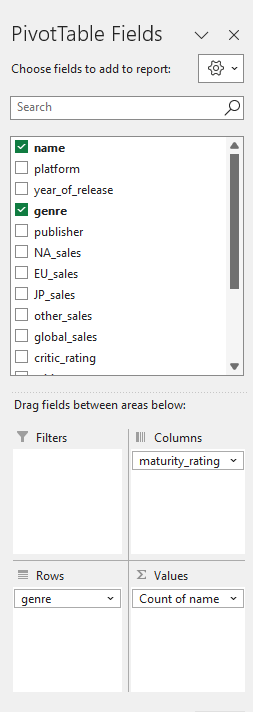 PivotTable Fields
Choose fields to add to report:
Search
name
platform
year_of_release
genre
publisher
NA_sales
EU_sales
JP_sales
other_sales
global_sales
critic_rating
Drag fields between areas below:
Filters
Columns
maturity_rating
Rows
Values
genre
Count of name